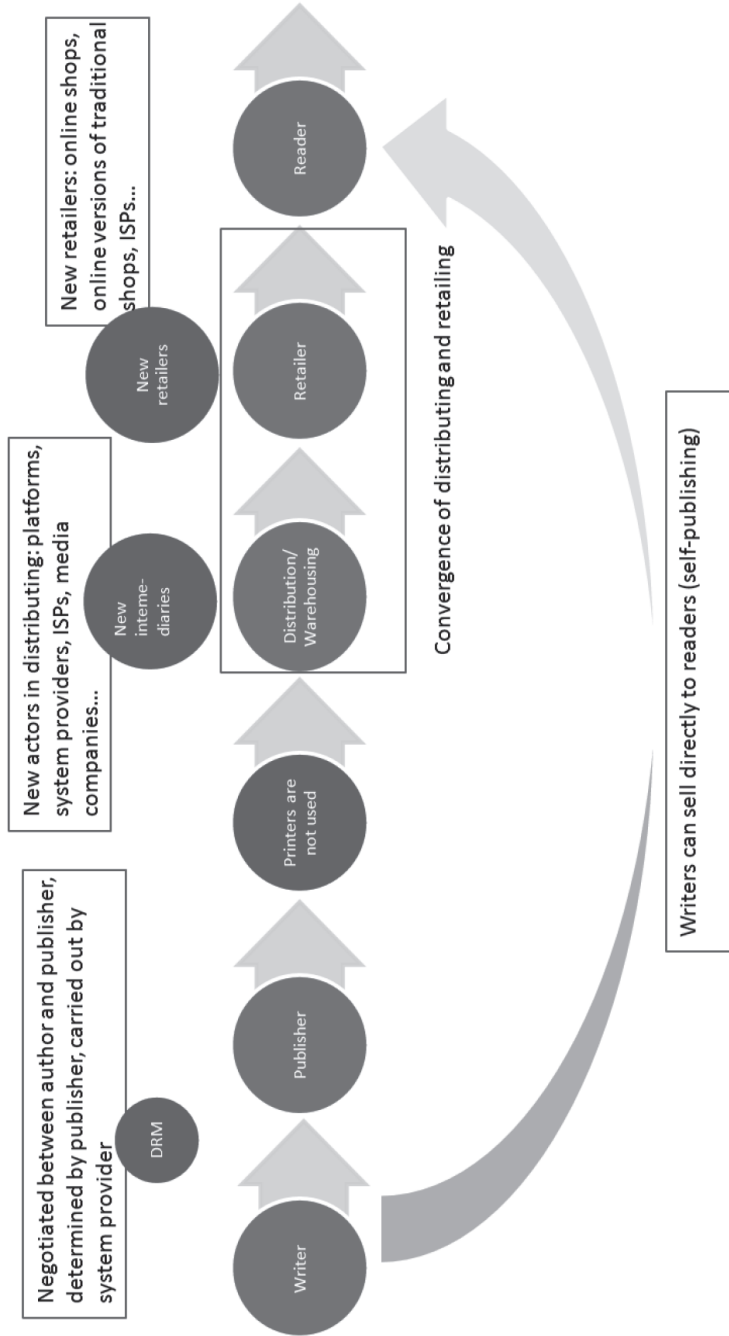 Negotiated between author and publisher,
determined by publisher, carried out by
system provider
DRM
New actors in distributing: platforms,
system providers, ISPs, media
companies...
New
inteme-
diaries
New retailers: online shops,
online versions of traditional
shops, ISPs...
New
retailers
Writer
Publisher
Printers are
not used
Distribution/
Warehousing
Retailer
Reader
Convergence of distributing and retailing
Writers can sell directly to readers (self-publishing)